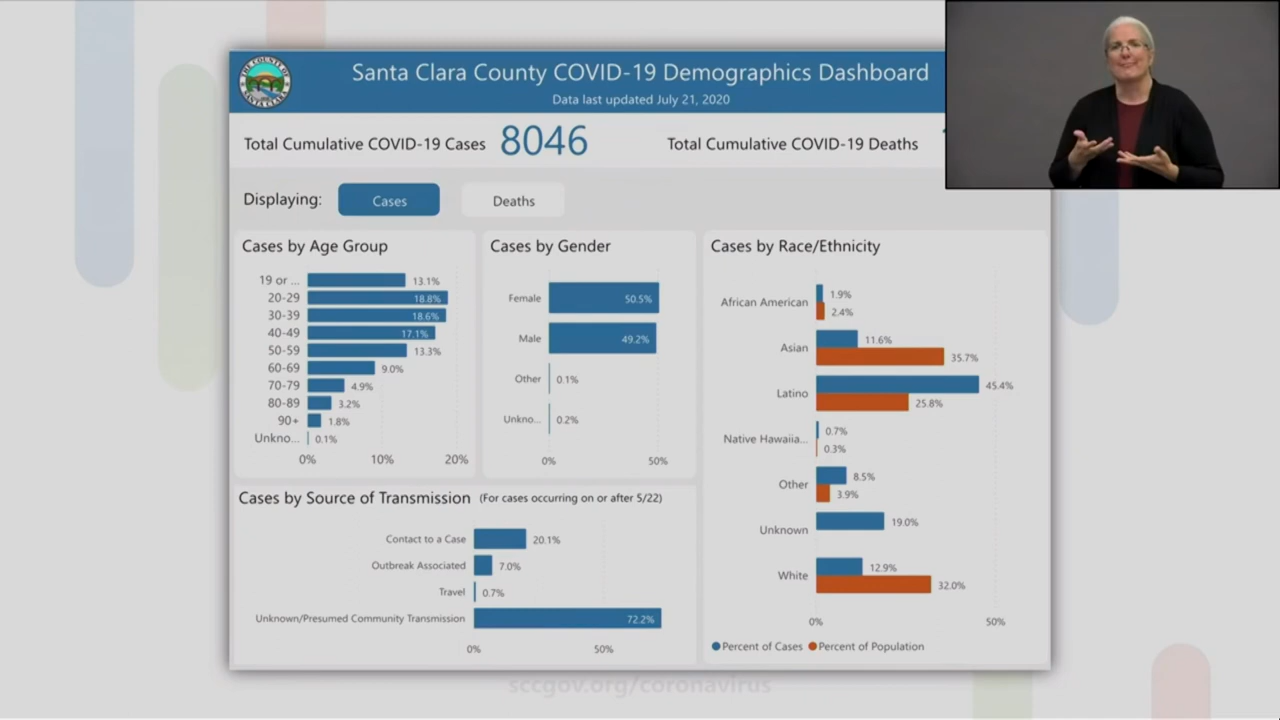 Santa Clara County COVID-19 Demographics Dashboard
Data last updated July 21, 2020
Total Cumulative COVID-19 Cases 8046
Total Cumulative COVID-19 Deaths
Displaying: Cases Deaths
Cases by Age Group
19 or ... 13.1%
20-29 18.8%
30-39 18.6%
40-49 17.1%
50-59 13.3%
60-69 9.0%
70-79 4.9%
80-89 3.2%
90+ 1.8%
Unkno... 0.1%
0% 10% 20%
Cases by Gender
Female 50.5%
Male 49.2%
Other 0.1%
Unkno... 0.2%
0% 50%
Cases by Race/Ethnicity
African American 1.9% 2.4%
Asian 11.6% 35.7%
Latino 45.4% 25.8%
Native Hawaiia... 0.7% 0.3%
Other 8.5% 3.9%
Unknown 19.0%
White 12.9% 32.0%
0% 50%
Percent of Cases Percent of Population
Cases by Source of Transmission (For cases occurring on or after 5/22)
Contact to a Case 20.1%
Outbreak Associated 7.0%
Travel 0.7%
Unknown/Presumed Community Transmission 72.2%
0% 50%
sccgov.org/coronavirus
THE COUNTY OF
SANTA CLARA